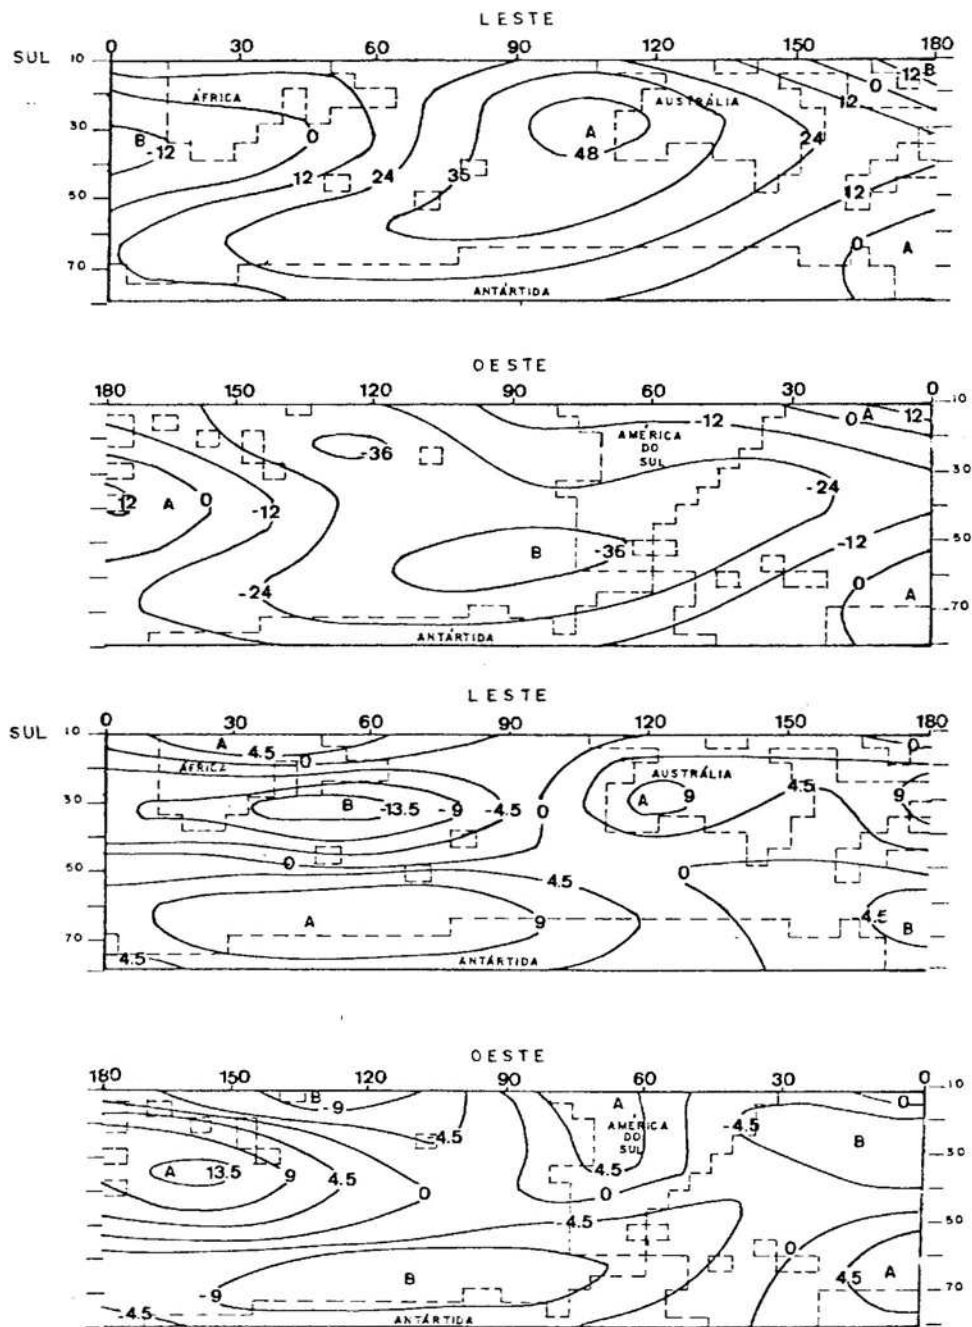 LESTE
SUL 10 0 30 60 90 120 150 180
ÁFRICA AUSTRÁLIA 12 0 12 B
30 B -12 0 A 48 24
12 24 35
50 12
70 0 A
ANTÁRTIDA
OESTE
180 150 120 90 60 30 0
10
AMÉRICA DO SUL -12 0 A 12
-36
30
12 A 0 -12 -24
50
B -36 -12
-24 0 A
70
ANTÁRTIDA
LESTE
SUL 10 0 30 60 90 120 150 180
A 4.5 0 0
ÁFRICA AUSTRÁLIA 4.5
30 B -13.5 -9 -4.5 0 A 9 9
50 0 4.5 0
A 9 4.5 B
70
4.5 ANTÁRTIDA
OESTE
180 150 120 90 60 30 0
10
B -9 A 0
AMÉRICA DO SUL -4.5 -4.5 B
30
A 13.5 9 4.5 0 4.5 0
50
-4.5 0
B 4.5 A
-9 70
-4.5 ANTÁRTIDA